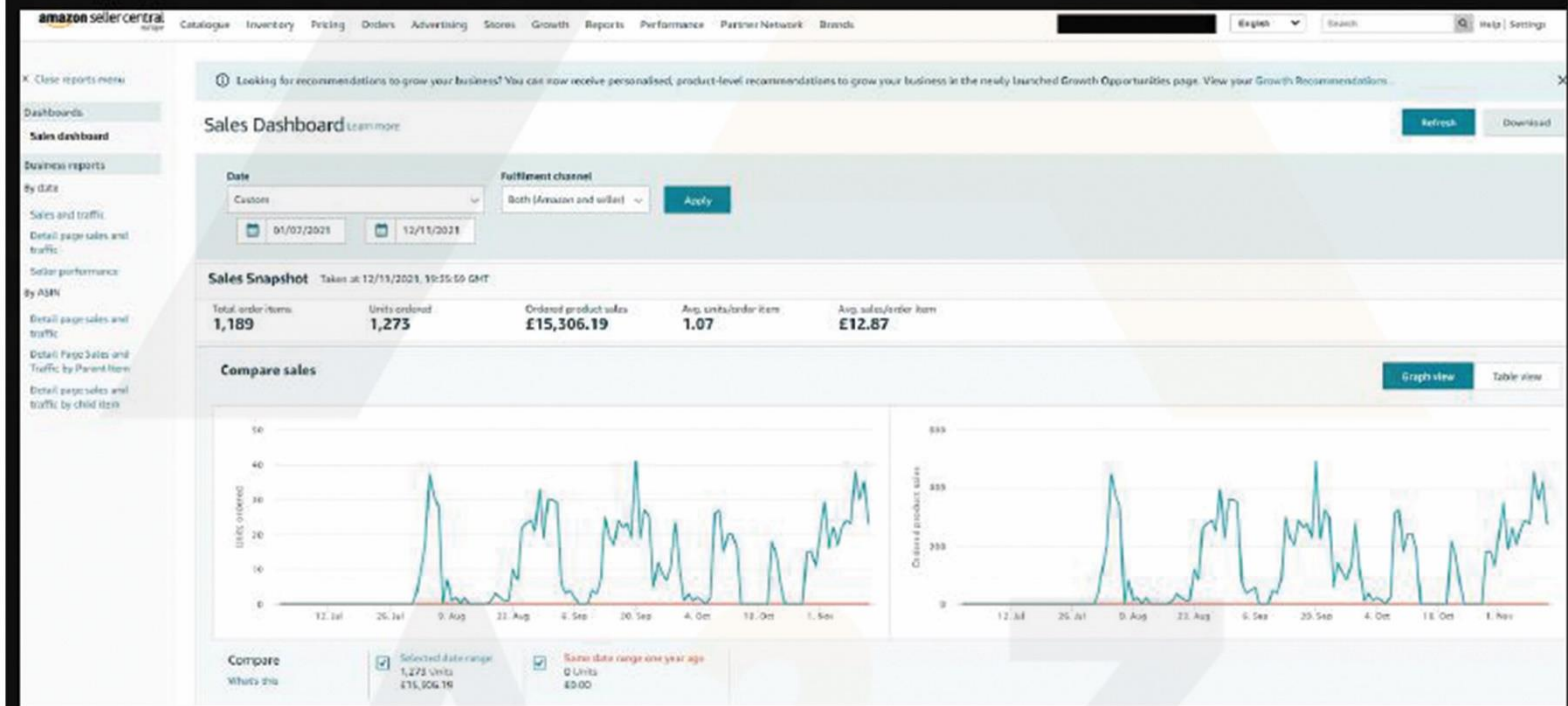 amazon seller central
europe
Catalogue Inventory Pricing Orders Advertising Stores Growth Reports Performance Partner Network Brands
English Search Help | Settings
X Close reports menu
Looking for recommendations to grow your business? You can now receive personalised, product-level recommendations to grow your business in the newly launched Growth Opportunities page. View your Growth Recommendations
X
Dashboards
Sales dashboard
Business reports
By date
Sales and traffic
Detail page sales and
traffic
Seller performance
By ASIN
Detail page sales and
traffic
Detail Page Sales and
Traffic by Parent Item
Detail page sales and
traffic by child item
Sales Dashboard Learn more
Refresh Download
Date Fulfilment channel
Custom Both (Amazon and seller) Apply
01/07/2021 12/11/2021
Sales Snapshot Taken at 12/11/2021, 19:35:59 GMT
Total order items Units ordered Ordered product sales Avg. units/order item Avg. sales/order item
1,189 1,273 £15,306.19 1.07 £12.87
Compare sales
Graph view Table view
50
40
30
20
10
0
Units ordered
12. Jul 26. Jul 9. Aug 23. Aug 6. Sep 20. Sep 4. Oct 18. Oct 1. Nov
600
400
200
0
Ordered product sales
12. Jul 26. Jul 9. Aug 23. Aug 6. Sep 20. Sep 4. Oct 18. Oct 1. Nov
Compare
What's this
Selected date range
1,273 Units
£15,306.19
Same date range one year ago
0 Units
£0.00